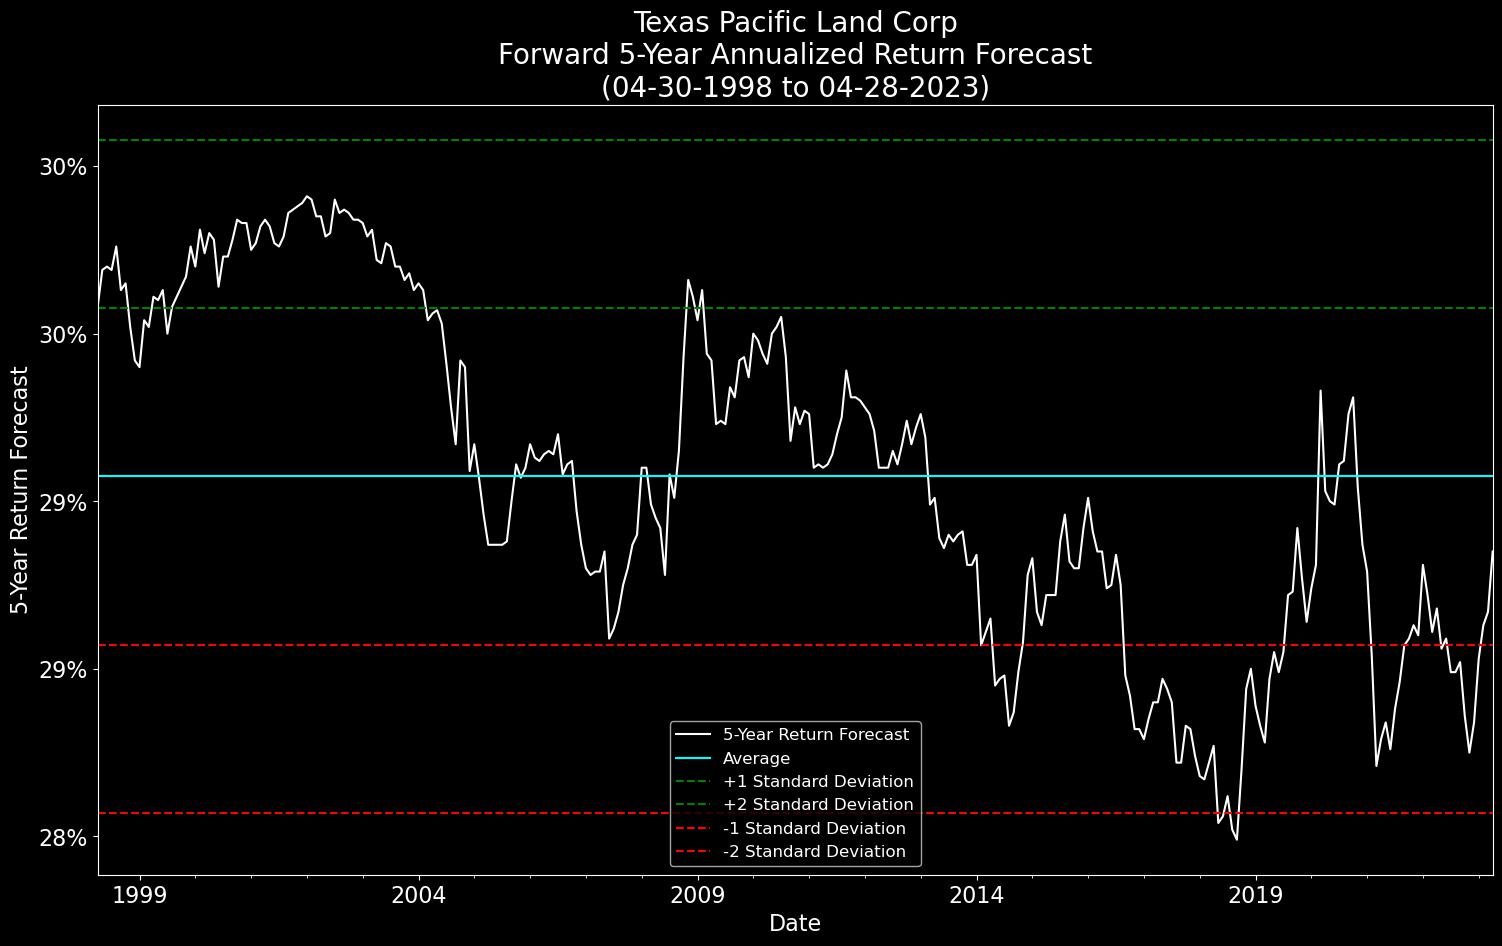 Texas Pacific Land Corp
Forward 5-Year Annualized Return Forecast
(04-30-1998 to 04-28-2023)
30%
30%
29%
29%
28%
5-Year Return Forecast
5-Year Return Forecast
Average
+1 Standard Deviation
+2 Standard Deviation
-1 Standard Deviation
-2 Standard Deviation
1999
2004
2009
2014
2019
Date